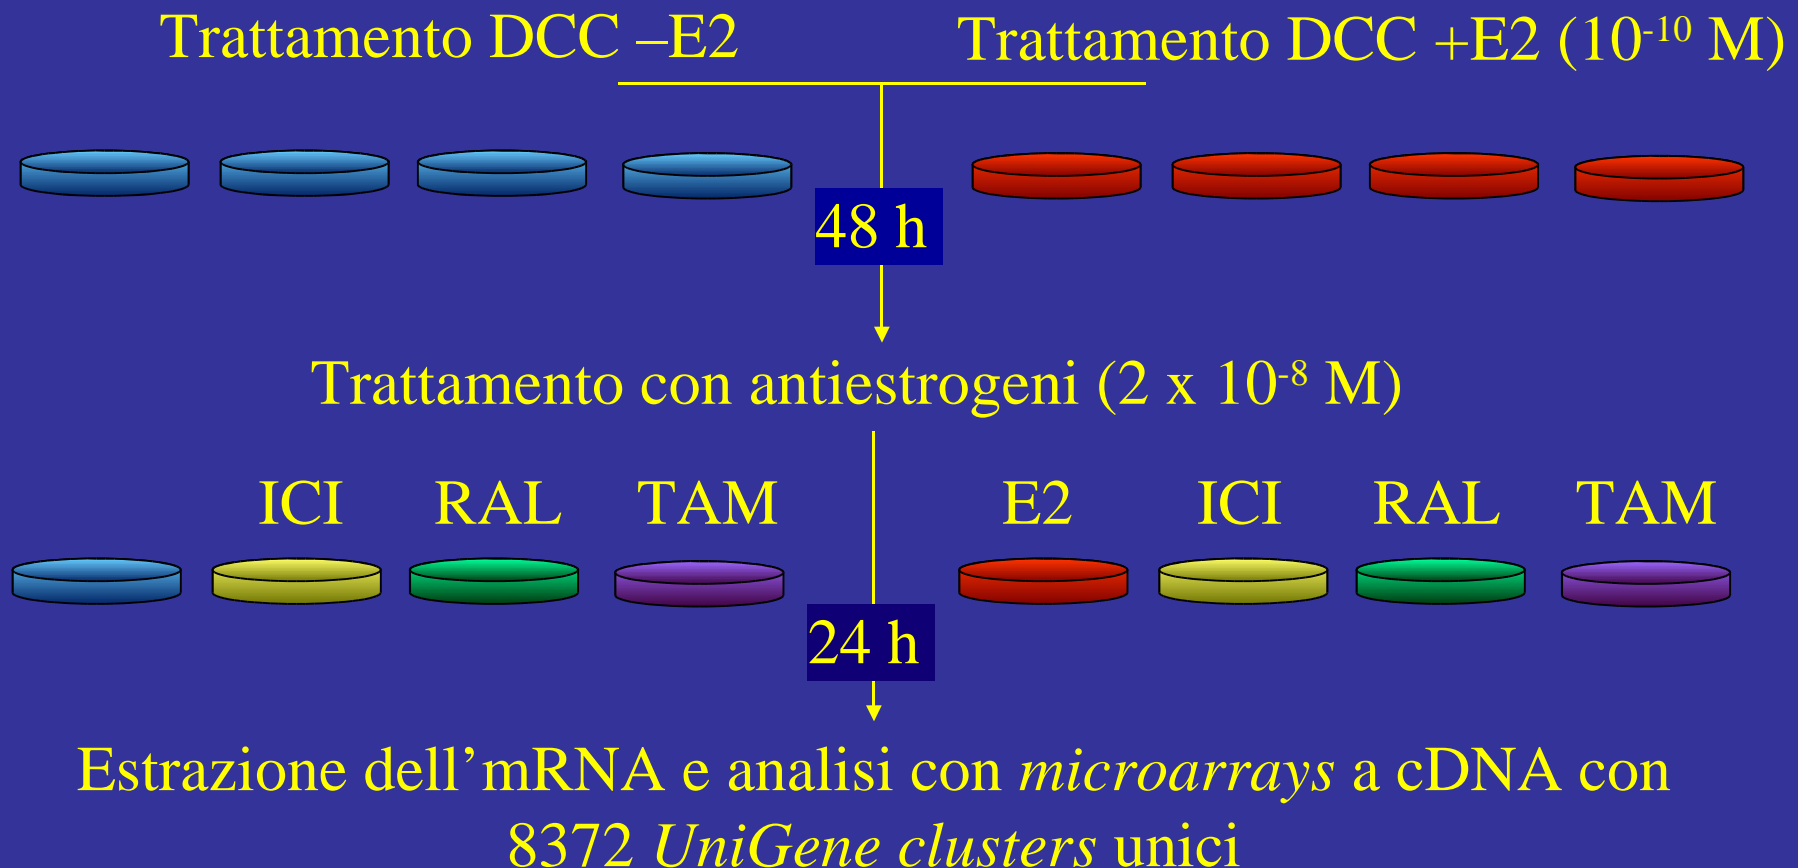 Trattamento DCC –E2
Trattamento DCC +E2 (10⁻¹⁰ M)
48 h
Trattamento con antiestrogeni (2 x 10⁻⁸ M)
ICI RAL TAM E2 ICI RAL TAM
24 h
Estrazione dell’mRNA e analisi con microarrays a cDNA con
8372 UniGene clusters unici